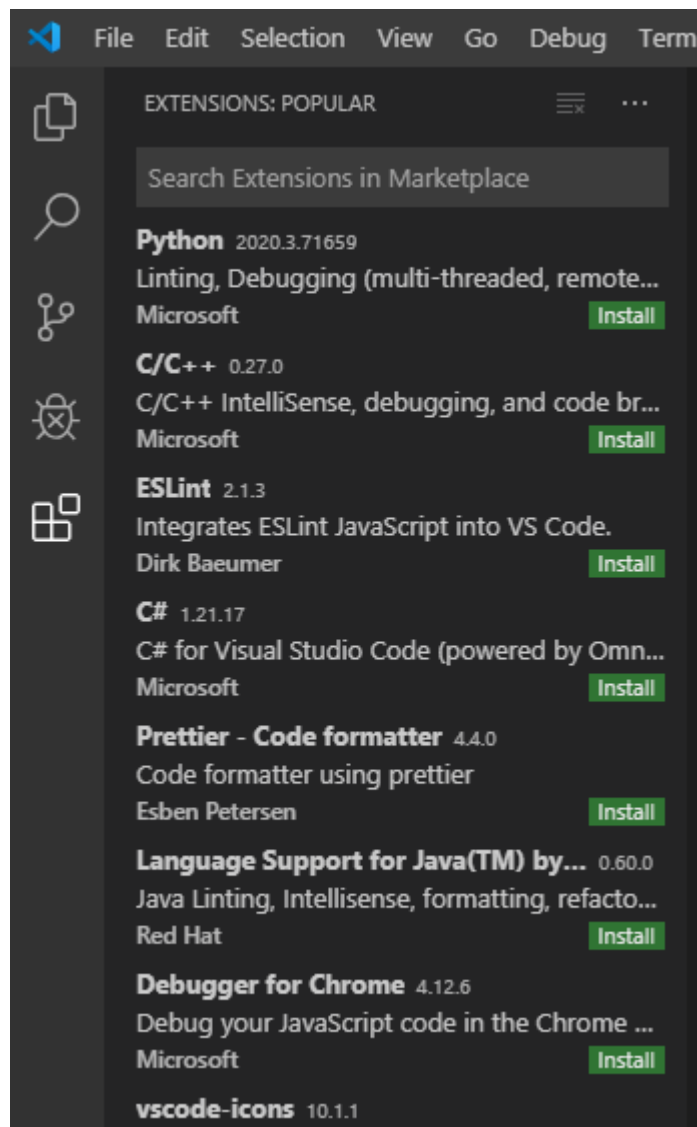 File Edit Selection View Go Debug Term
EXTENSIONS: POPULAR
Search Extensions in Marketplace
Python 2020.3.71659
Linting, Debugging (multi-threaded, remote...
Microsoft Install
C/C++ 0.27.0
C/C++ IntelliSense, debugging, and code br...
Microsoft Install
ESLint 2.1.3
Integrates ESLint JavaScript into VS Code.
Dirk Baeumer Install
C# 1.21.17
C# for Visual Studio Code (powered by Omn...
Microsoft Install
Prettier - Code formatter 4.4.0
Code formatter using prettier
Esben Petersen Install
Language Support for Java(TM) by... 0.60.0
Java Linting, Intellisense, formatting, refacto...
Red Hat Install
Debugger for Chrome 4.12.6
Debug your JavaScript code in the Chrome ...
Microsoft Install
vscode-icons 10.1.1